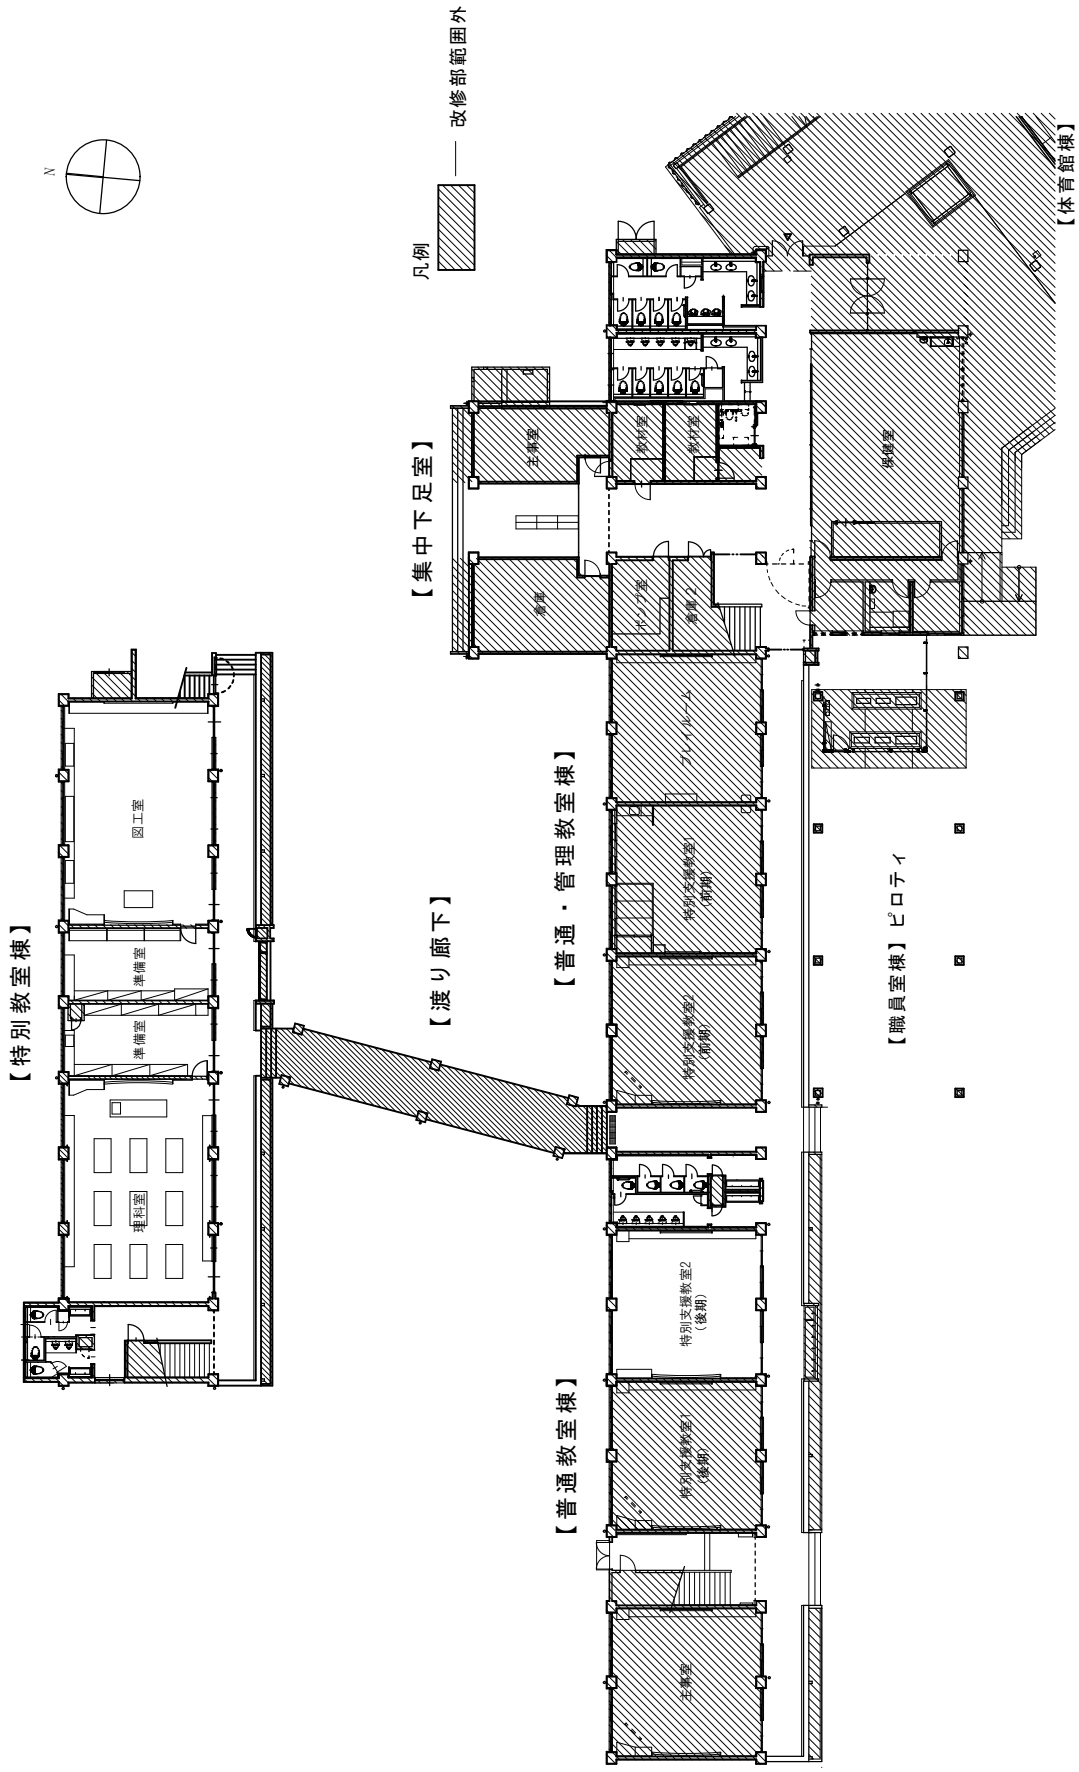 N
改修部範囲外
凡例
【体育館棟】
【集中下足室】
主事室
教材室
教材室
保健室
倉庫
ポンプ室
倉庫2
プレイルーム
【特別教室棟】
図工室
準備室
準備室
理科室
【渡り廊下】
【普通・管理教室棟】
特別支援教室1
(前期)
特別支援教室2
(前期)
【職員室棟】ピロティ
【普通教室棟】
特別支援教室2
(後期)
特別支援教室1
(後期)
主事室